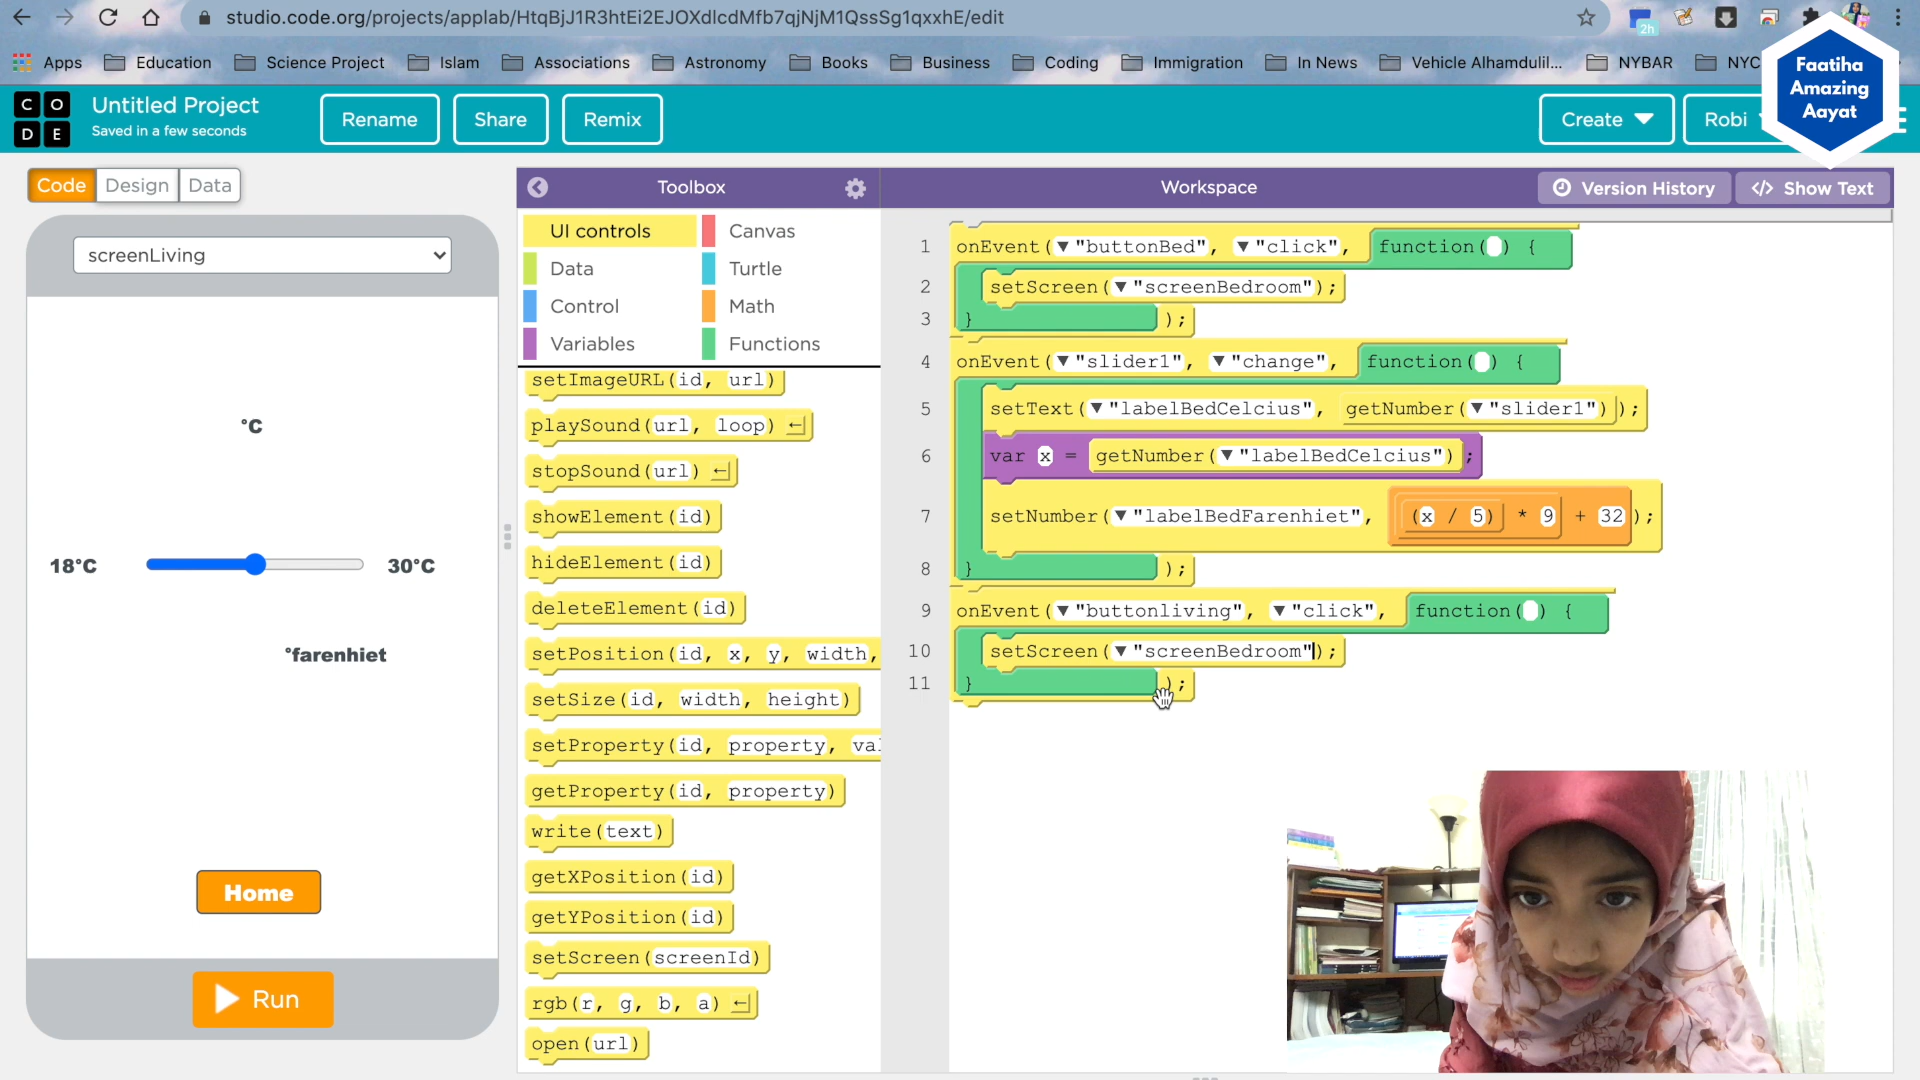 studio.code.org/projects/applab/HtqBjJ1R3htEi2EJOXdlcdMfb7qjNjM1QssSg1qxxhE/edit
2h
Apps Education Science Project Islam Associations Astronomy Books Business Coding Immigration In News Vehicle Alhamdulil... NYBAR NYC
Faatiha
Amazing
Aayat
C O
D E
Untitled Project
Saved in a few seconds
Rename Share Remix
Create Robi
Code Design Data
Toolbox
Workspace
Version History
</> Show Text
screenLiving
°C
18°C
30°C
°farenhiet
Home
Run
UI controls Canvas
Data Turtle
Control Math
Variables Functions
setImageURL(id, url)
playSound(url, loop)
stopSound(url)
showElement(id)
hideElement(id)
deleteElement(id)
setPosition(id, x, y, width,
setSize(id, width, height)
setProperty(id, property, va
getProperty(id, property)
write(text)
getXPosition(id)
getYPosition(id)
setScreen(screenId)
rgb(r, g, b, a)
open(url)
1 onEvent(▼"buttonBed", ▼"click", function() {
2 setScreen(▼"screenBedroom");
3 } );
4 onEvent(▼"slider1", ▼"change", function() {
5 setText(▼"labelBedCelcius", getNumber(▼"slider1"));
6 var x = getNumber(▼"labelBedCelcius");
7 setNumber(▼"labelBedFarenhiet", (x / 5) * 9 + 32);
8 } );
9 onEvent(▼"buttonliving", ▼"click", function() {
10 setScreen(▼"screenBedroom");
11 } );